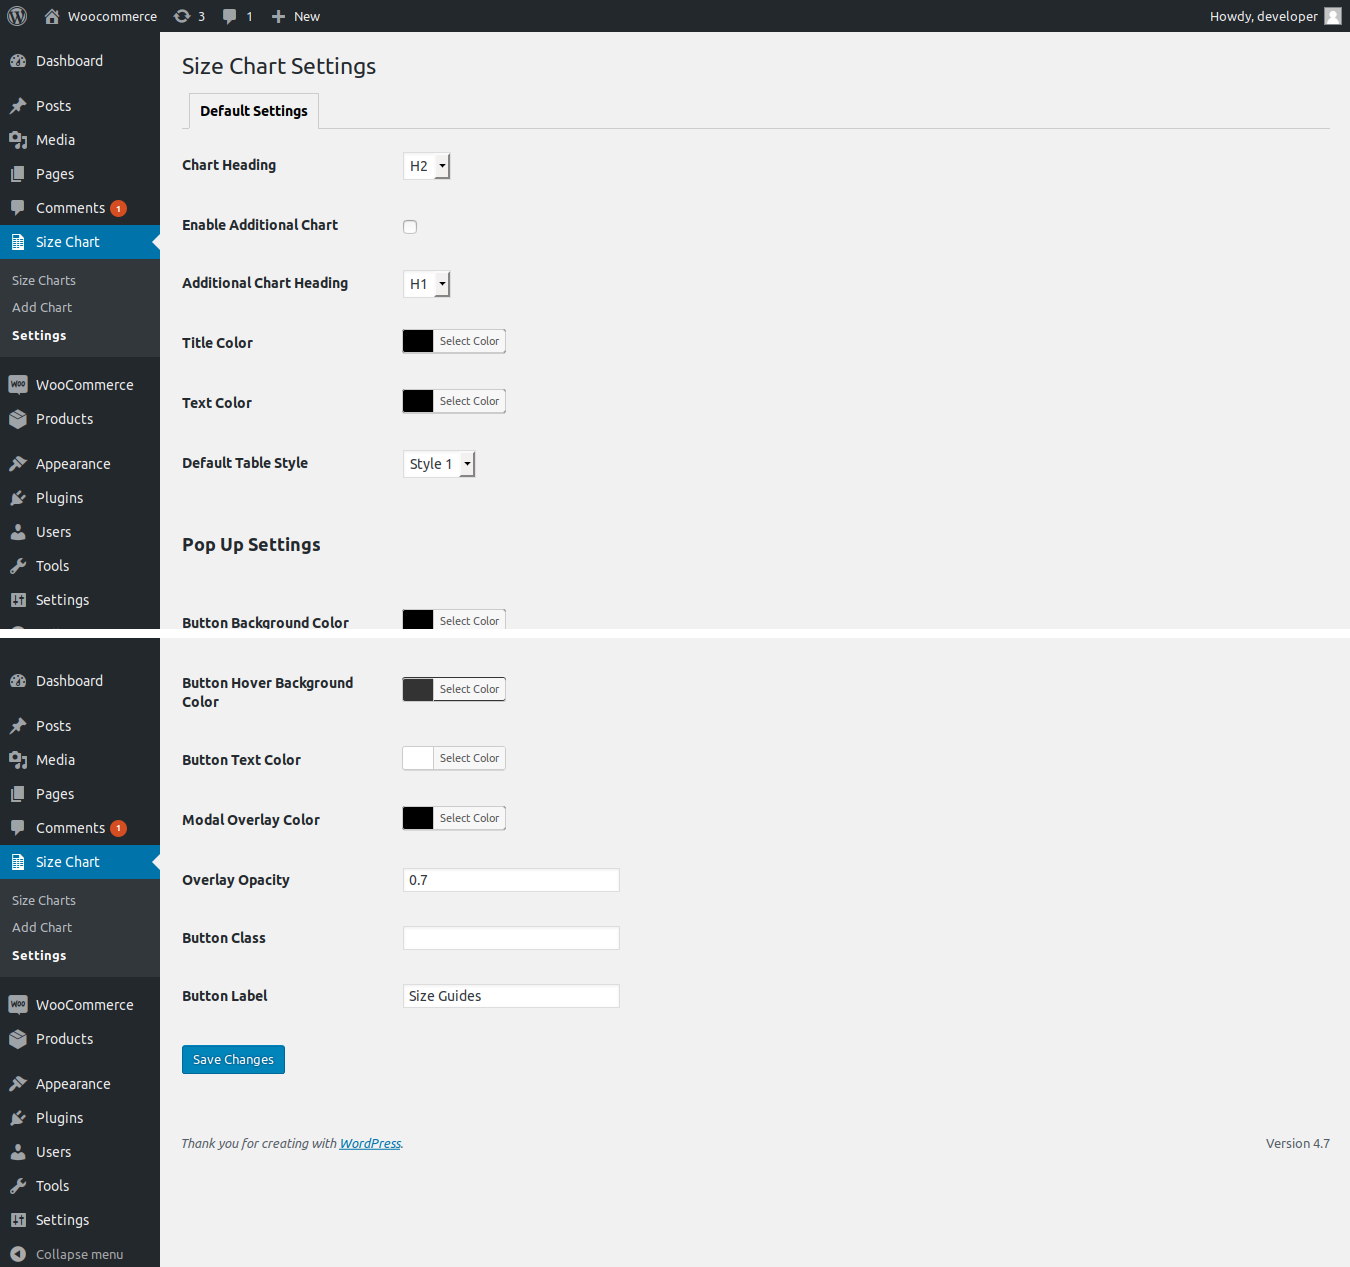 Woocommerce 3 1 New Howdy, developer
Dashboard
Posts
Media
Pages
Comments 1
Size Chart
Size Charts
Add Chart
Settings
WooCommerce
Products
Appearance
Plugins
Users
Tools
Settings
Size Chart Settings
Default Settings
Chart Heading H2
Enable Additional Chart
Additional Chart Heading H1
Title Color Select Color
Text Color Select Color
Default Table Style Style 1
Pop Up Settings
Button Background Color Select Color
Dashboard
Posts
Media
Pages
Comments 1
Size Chart
Size Charts
Add Chart
Settings
WooCommerce
Products
Appearance
Plugins
Users
Tools
Settings
Collapse menu
Button Hover Background
Color
Select Color
Button Text Color Select Color
Modal Overlay Color Select Color
Overlay Opacity 0.7
Button Class
Button Label Size Guides
Save Changes
Thank you for creating with WordPress. Version 4.7